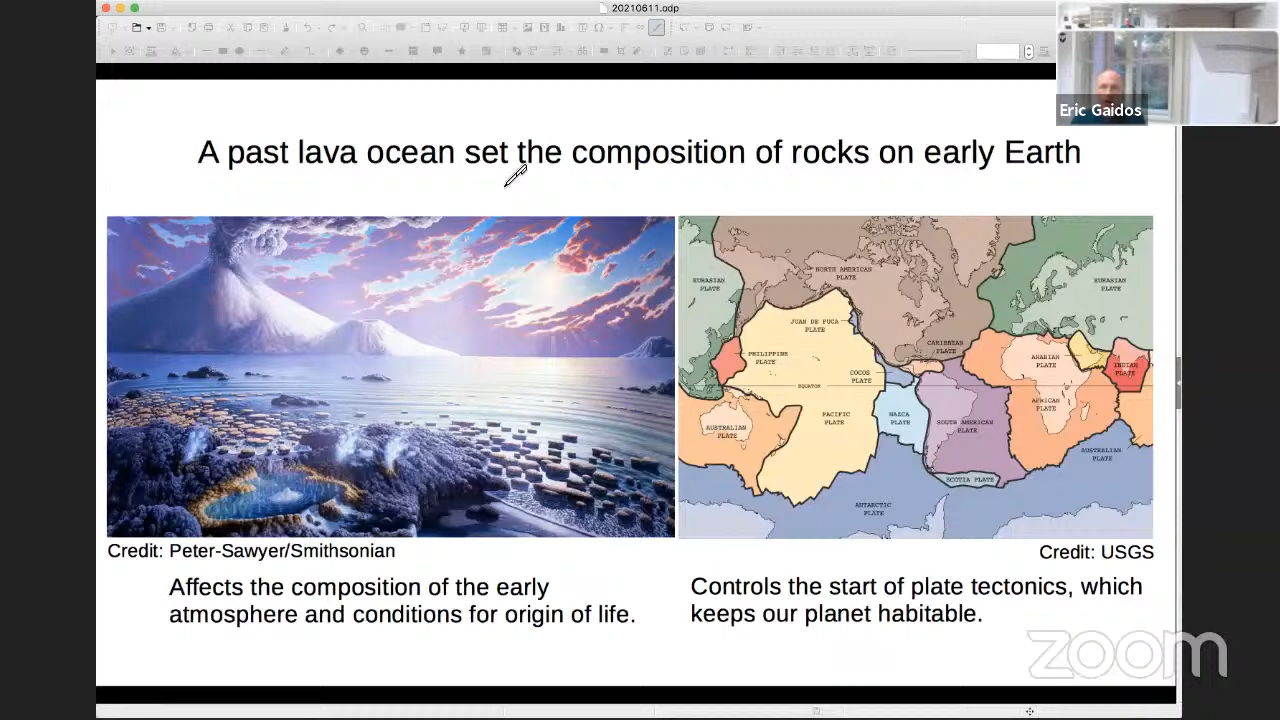 20210611.odp
Eric Gaidos
A past lava ocean set the composition of rocks on early Earth
EURASIAN
PLATE
NORTH AMERICAN
PLATE
EURASIAN
PLATE
JUAN DE FUCA
PLATE
PHILIPPINE
PLATE
CARIBBEAN
PLATE
ARABIAN
PLATE
INDIAN
PLATE
COCOS
PLATE
EQUATOR
AUSTRALIAN
PLATE
PACIFIC
PLATE
NAZCA
PLATE
SOUTH AMERICAN
PLATE
AFRICAN
PLATE
AUSTRALIAN
PLATE
SCOTIA PLATE
ANTARCTIC
PLATE
Credit: Peter-Sawyer/Smithsonian
Credit: USGS
Affects the composition of the early
atmosphere and conditions for origin of life.
Controls the start of plate tectonics, which
keeps our planet habitable.
zoom